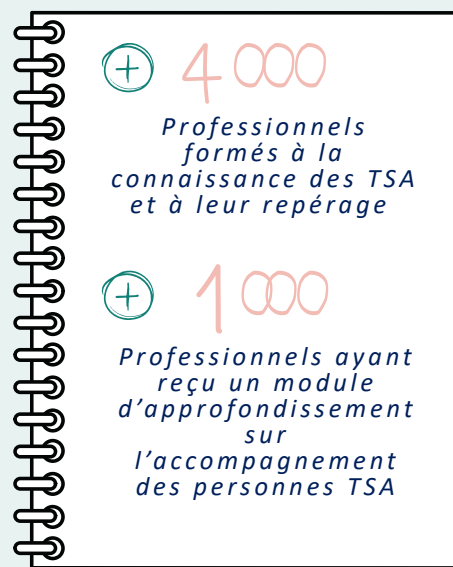 + 4 000
Professionnels
formés à la
connaissance des TSA
et à leur repérage
+ 1 000
Professionnels ayant
reçu un module
d'approfondissement
sur
l'accompagnement
des personnes TSA